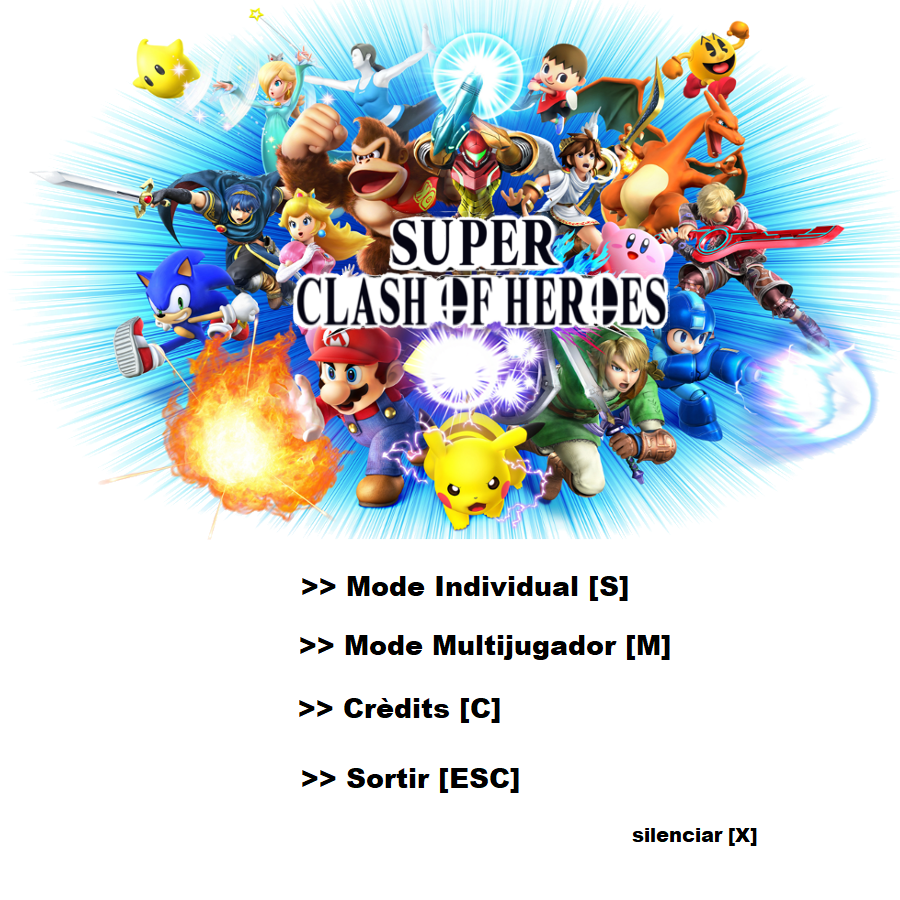 SUPER
CLASH OF HEROES
>> Mode Individual [S]
>> Mode Multijugador [M]
>> Crèdits [C]
>> Sortir [ESC]
silenciar [X]